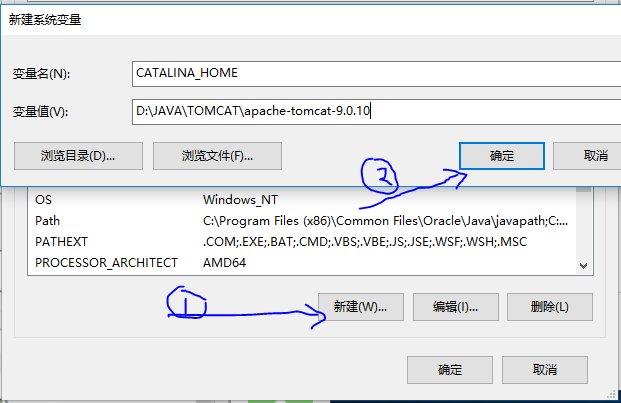 新建系统变量
变量名(N): CATALINA_HOME
变量值(V): D:\JAVA\TOMCAT\apache-tomcat-9.0.10
浏览目录(D)... 浏览文件(F)... 确定 取消
2
OS Windows_NT
Path C:\Program Files (x86)\Common Files\Oracle\Java\javapath;C:...
PATHEXT .COM;.EXE;.BAT;.CMD;.VBS;.VBE;.JS;.JSE;.WSF;.WSH;.MSC
PROCESSOR_ARCHITECT AMD64
1 新建(W)... 编辑(I)... 删除(L)
确定 取消